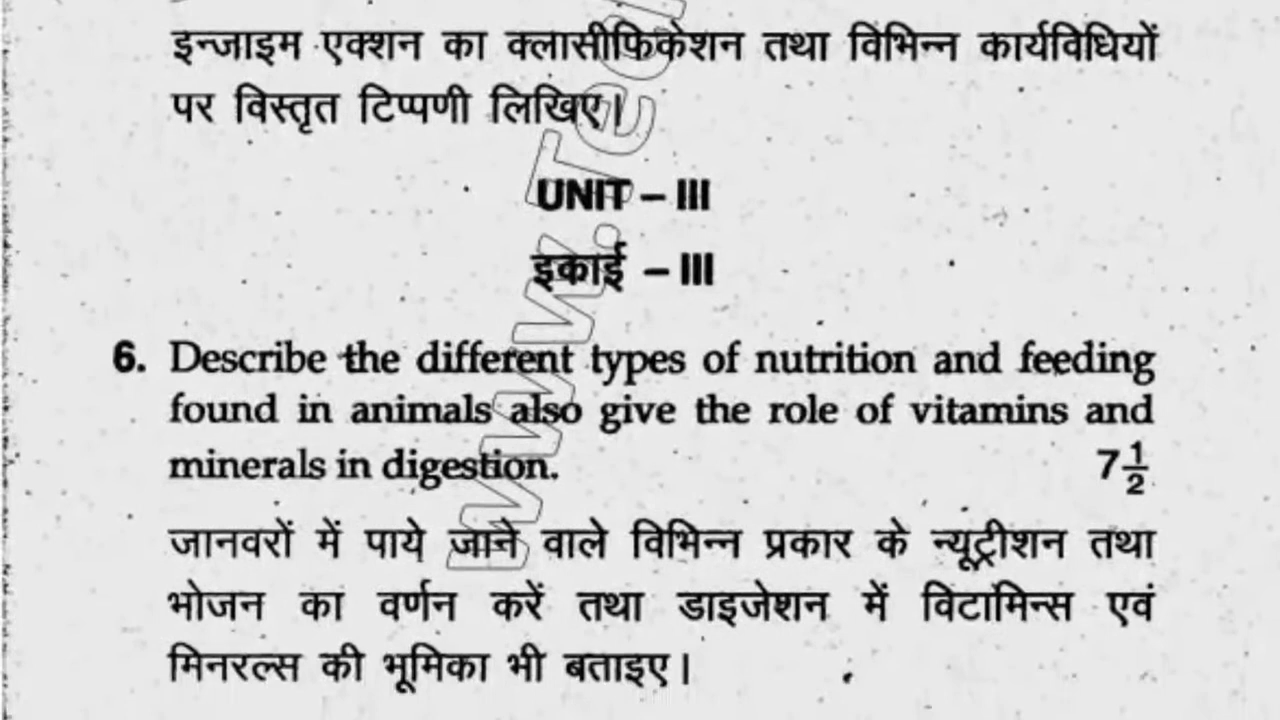 इन्जाइम एक्शन का क्लासीफिकेशन तथा विभिन्न कार्यविधियों
पर विस्तृत टिप्पणी लिखिए।
UNIT – III
इकाई – III
6. Describe the different types of nutrition and feeding
found in animals also give the role of vitamins and
minerals in digestion. 7 1/2
जानवरों में पाये जाने वाले विभिन्न प्रकार के न्यूट्रीशन तथा
भोजन का वर्णन करें तथा डाइजेशन में विटामिन्स एवं
मिनरल्स की भूमिका भी बताइए।